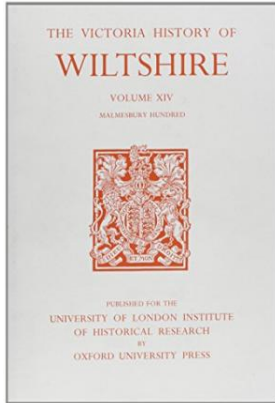 THE VICTORIA HISTORY OF
WILTSHIRE
VOLUME XIV
MALMESBURY HUNDRED
PUBLISHED FOR THE
UNIVERSITY OF LONDON INSTITUTE
OF HISTORICAL RESEARCH
BY
OXFORD UNIVERSITY PRESS